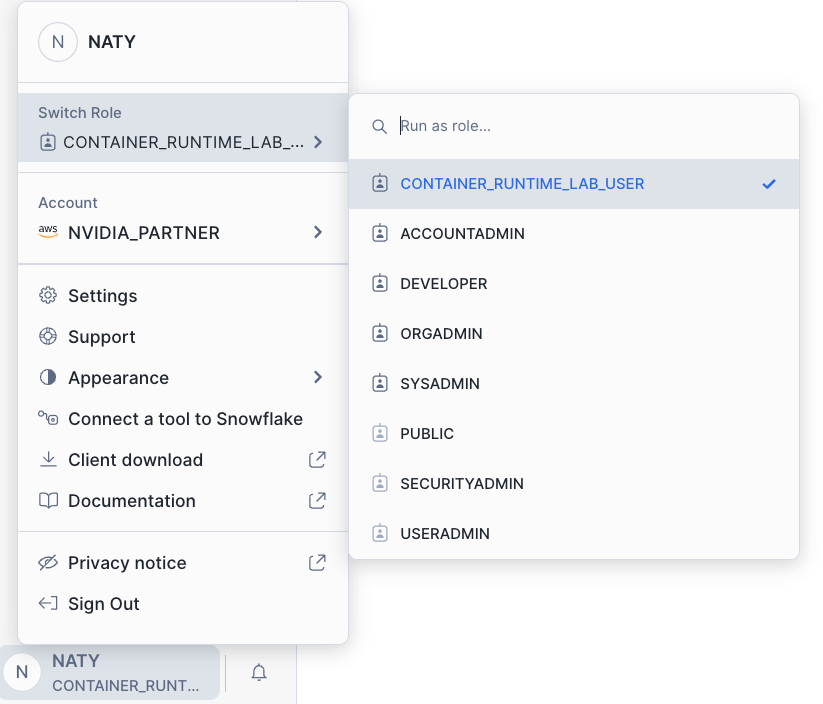 N NATY
Switch Role
CONTAINER_RUNTIME_LAB_...
Account
aws NVIDIA_PARTNER
Settings
Support
Appearance
Connect a tool to Snowflake
Client download
Documentation
Privacy notice
Sign Out
N NATY
CONTAINER_RUNT...
Run as role...
CONTAINER_RUNTIME_LAB_USER
ACCOUNTADMIN
DEVELOPER
ORGADMIN
SYSADMIN
PUBLIC
SECURITYADMIN
USERADMIN